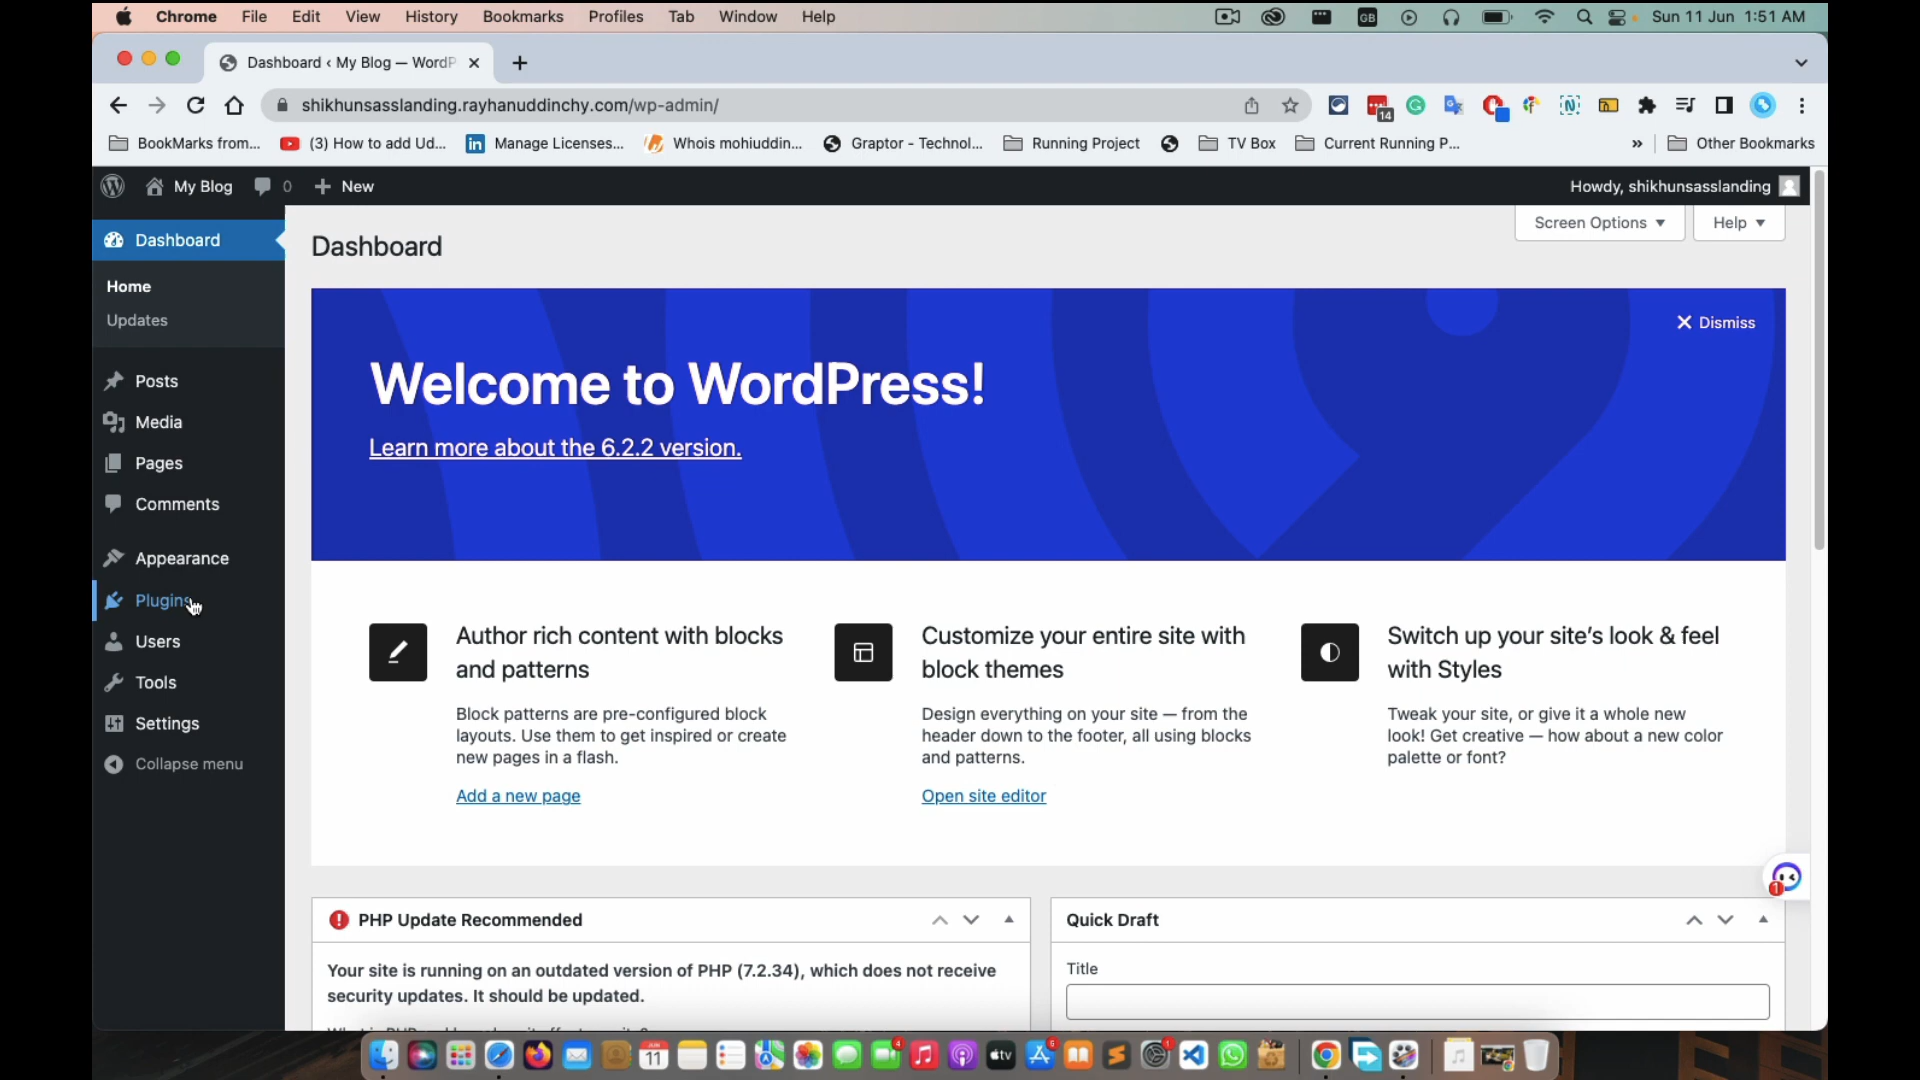 Chrome File Edit View History Bookmarks Profiles Tab Window Help
GB
Sun 11 Jun 1:51 AM
Dashboard ‹ My Blog — WordP
shikhunsasslanding.rayhanuddinchy.com/wp-admin/
14
BookMarks from...
(3) How to add Ud...
Manage Licenses...
Whois mohiuddin...
Graptor - Technol...
Running Project
TV Box
Current Running P...
»
Other Bookmarks
My Blog 0 + New
Howdy, shikhunsasslanding
Screen Options
Help
Dashboard
Home
Updates
Posts
Media
Pages
Comments
Appearance
Plugins
Users
Tools
Settings
Collapse menu
Dashboard
Dismiss
Welcome to WordPress!
Learn more about the 6.2.2 version.
Author rich content with blocks
and patterns
Block patterns are pre-configured block
layouts. Use them to get inspired or create
new pages in a flash.
Add a new page
Customize your entire site with
block themes
Design everything on your site — from the
header down to the footer, all using blocks
and patterns.
Open site editor
Switch up your site's look & feel
with Styles
Tweak your site, or give it a whole new
look! Get creative — how about a new color
palette or font?
1
PHP Update Recommended
Your site is running on an outdated version of PHP (7.2.34), which does not receive
security updates. It should be updated.
Quick Draft
Title
JUN
11
4
tv
5
1